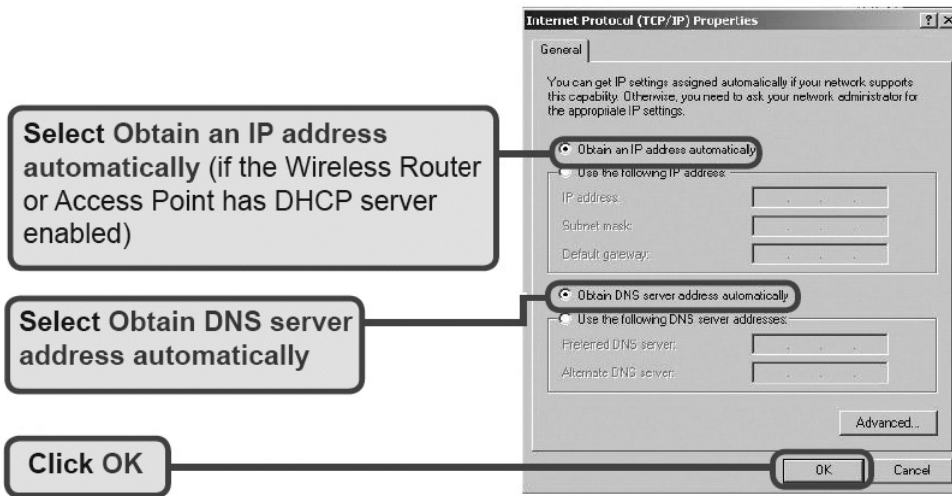 Internet Protocol (TCP/IP) Properties
General
You can get IP settings assigned automatically if your network supports
this capability. Otherwise, you need to ask your network administrator for
the appropriate IP settings.
Select Obtain an IP address
automatically (if the Wireless Router
or Access Point has DHCP server
enabled)
Obtain an IP address automatically
Use the following IP address:
IP address:
Subnet mask:
Default gateway:
Select Obtain DNS server
address automatically
Obtain DNS server address automatically
Use the following DNS server addresses:
Preferred DNS server:
Alternate DNS server:
Advanced...
Click OK
OK
Cancel